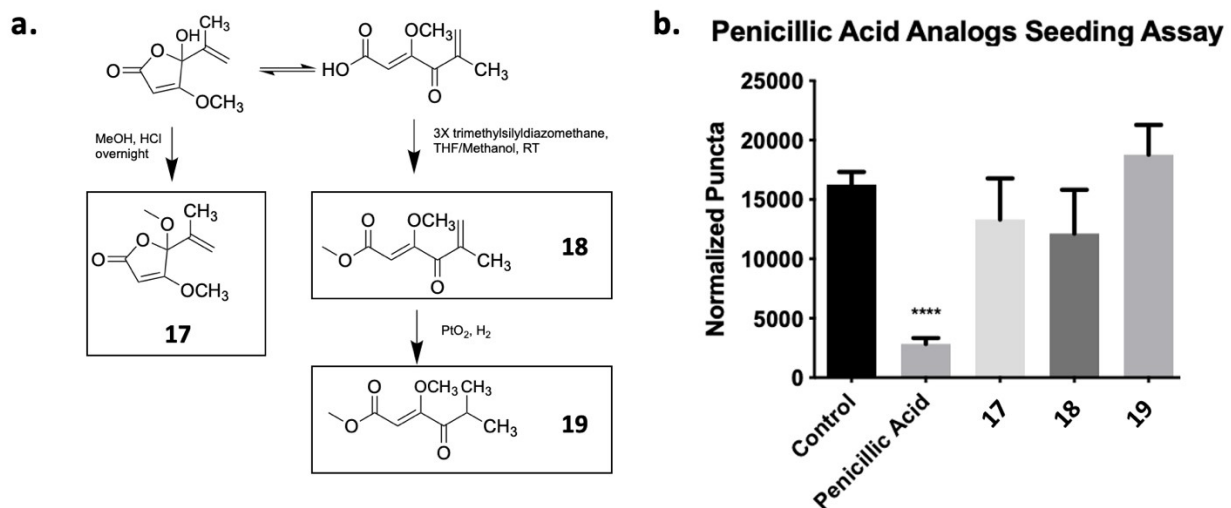 a.
OH
CH3
O
O
OCH3
OCH3
O
HO
CH3
O
MeOH, HCl
overnight
3X trimethylsilyldiazomethane,
THF/Methanol, RT
O
CH3
O
O
OCH3
17
O
OCH3
O
CH3
O
18
PtO2, H2
O
OCH3 CH3
O
CH3
O
19
b. Penicillic Acid Analogs Seeding Assay
Normalized Puncta
25000
20000
15000
10000
5000
0
****
Control
Penicillic Acid
17
18
19